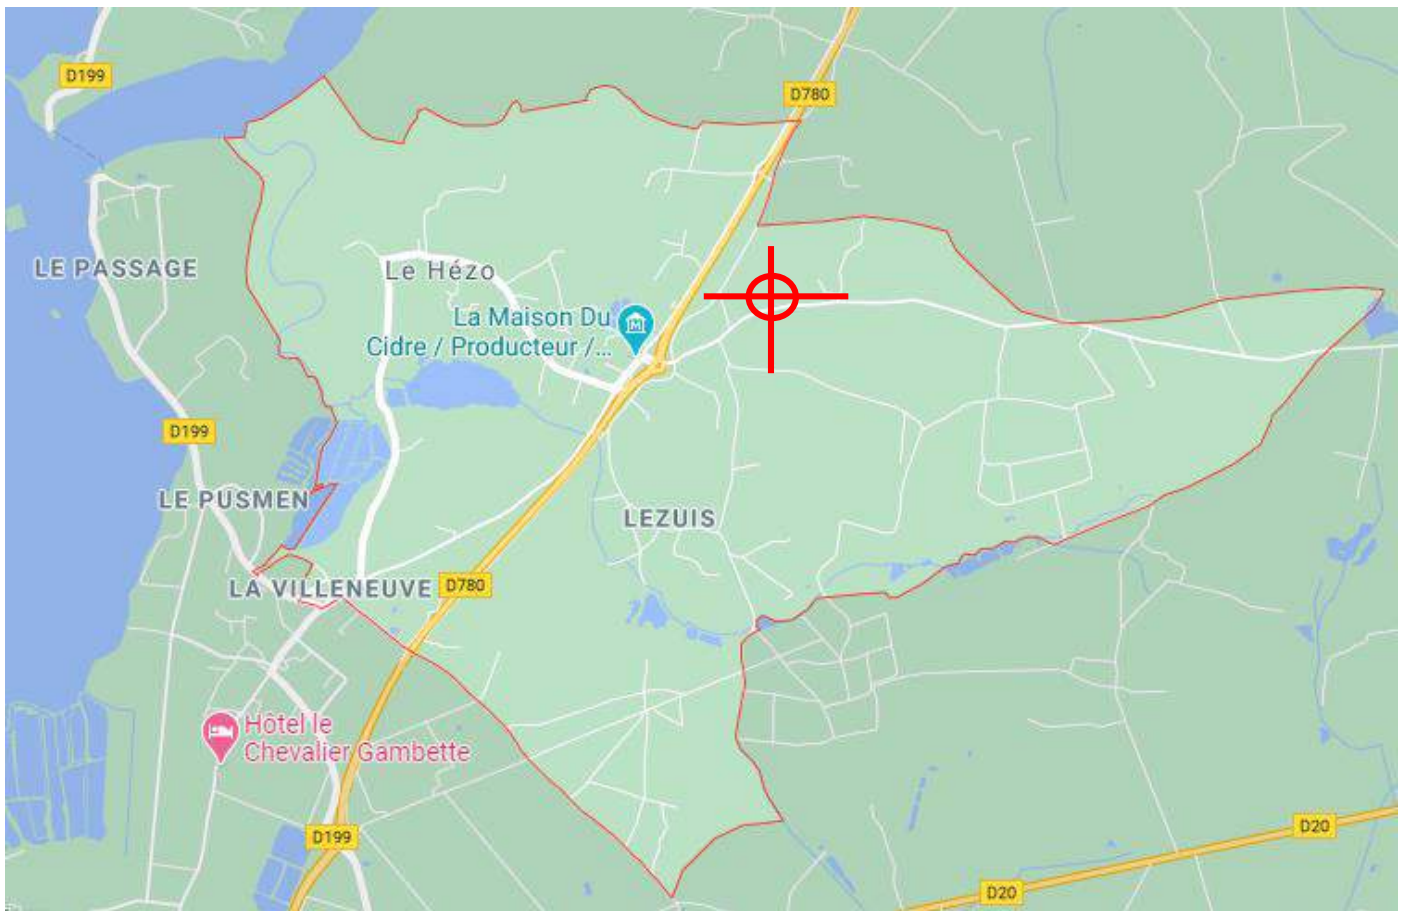 D199
D780
LE PASSAGE
Le Hézo
La Maison Du
Cidre / Producteur /...
D199
LE PUSMEN
LEZUIS
LA VILLENEUVE
D780
Hôtel le
Chevalier Gambette
D199
D20
D20